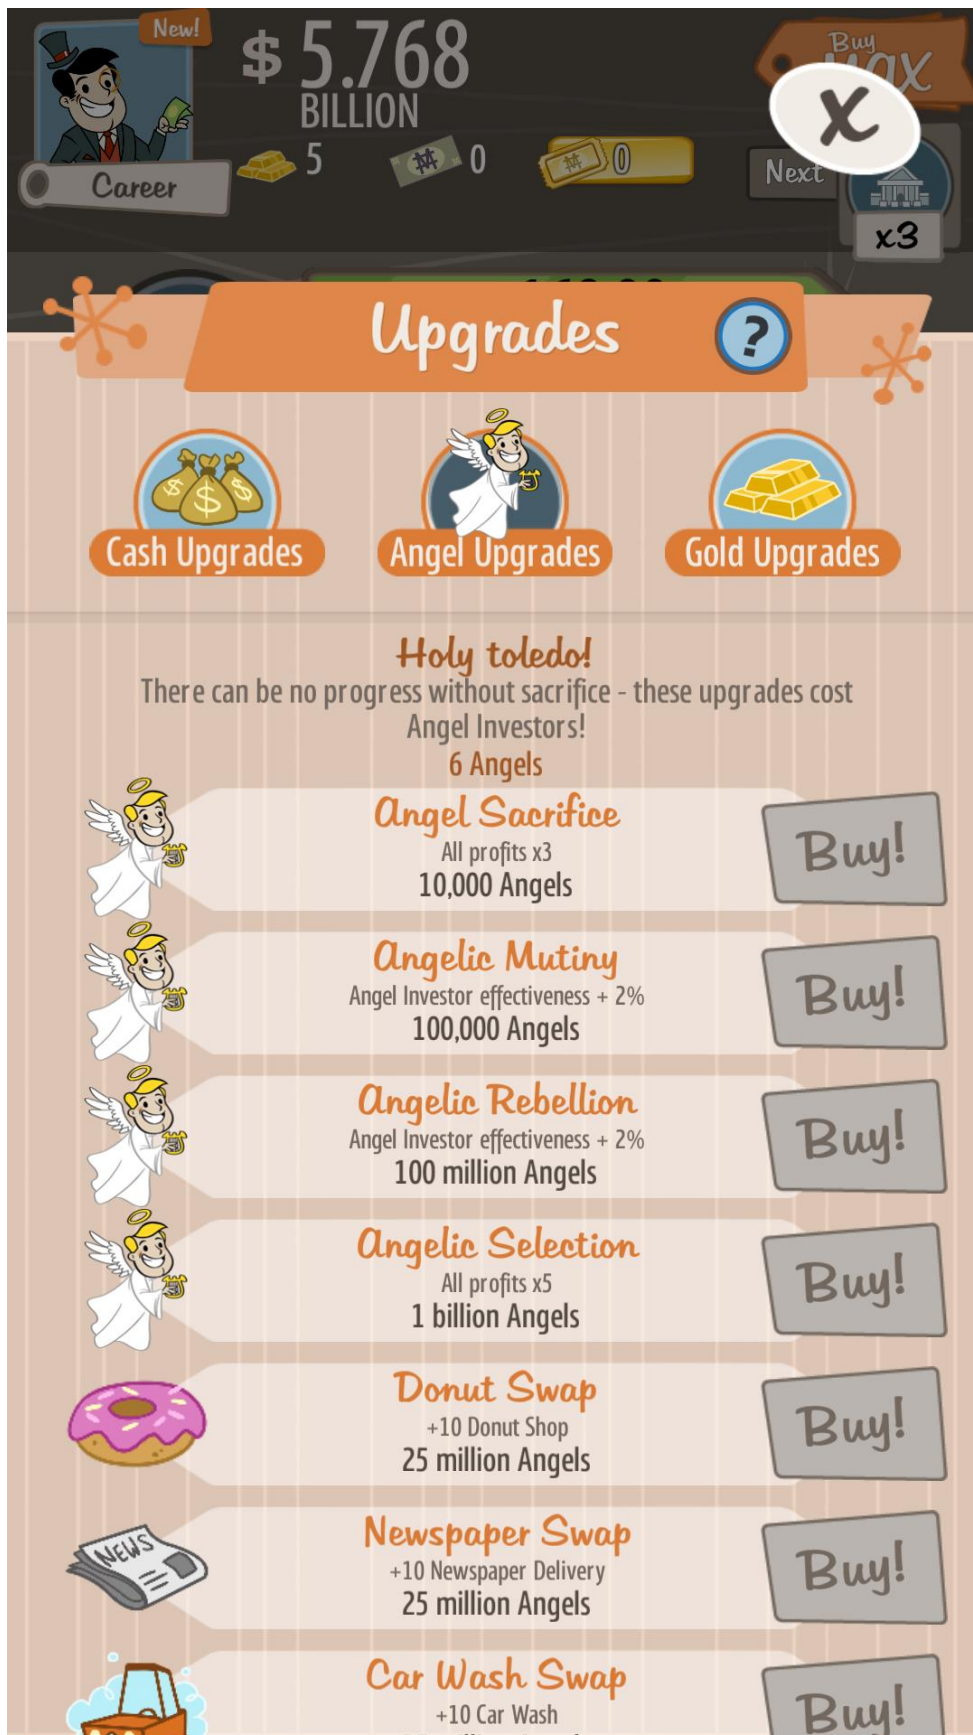 New!
$ 5.768
BILLION
Buy
max
X
5
0
0
Next
Career
x3
Upgrades
?
Cash Upgrades
Angel Upgrades
Gold Upgrades
Holy toledo!
There can be no progress without sacrifice - these upgrades cost
Angel Investors!
6 Angels
Angel Sacrifice
All profits x3
10,000 Angels
Buy!
Angelic Mutiny
Angel Investor effectiveness + 2%
100,000 Angels
Buy!
Angelic Rebellion
Angel Investor effectiveness + 2%
100 million Angels
Buy!
Angelic Selection
All profits x5
1 billion Angels
Buy!
Donut Swap
+10 Donut Shop
25 million Angels
Buy!
NEWS
Newspaper Swap
+10 Newspaper Delivery
25 million Angels
Buy!
Car Wash Swap
+10 Car Wash
Buy!